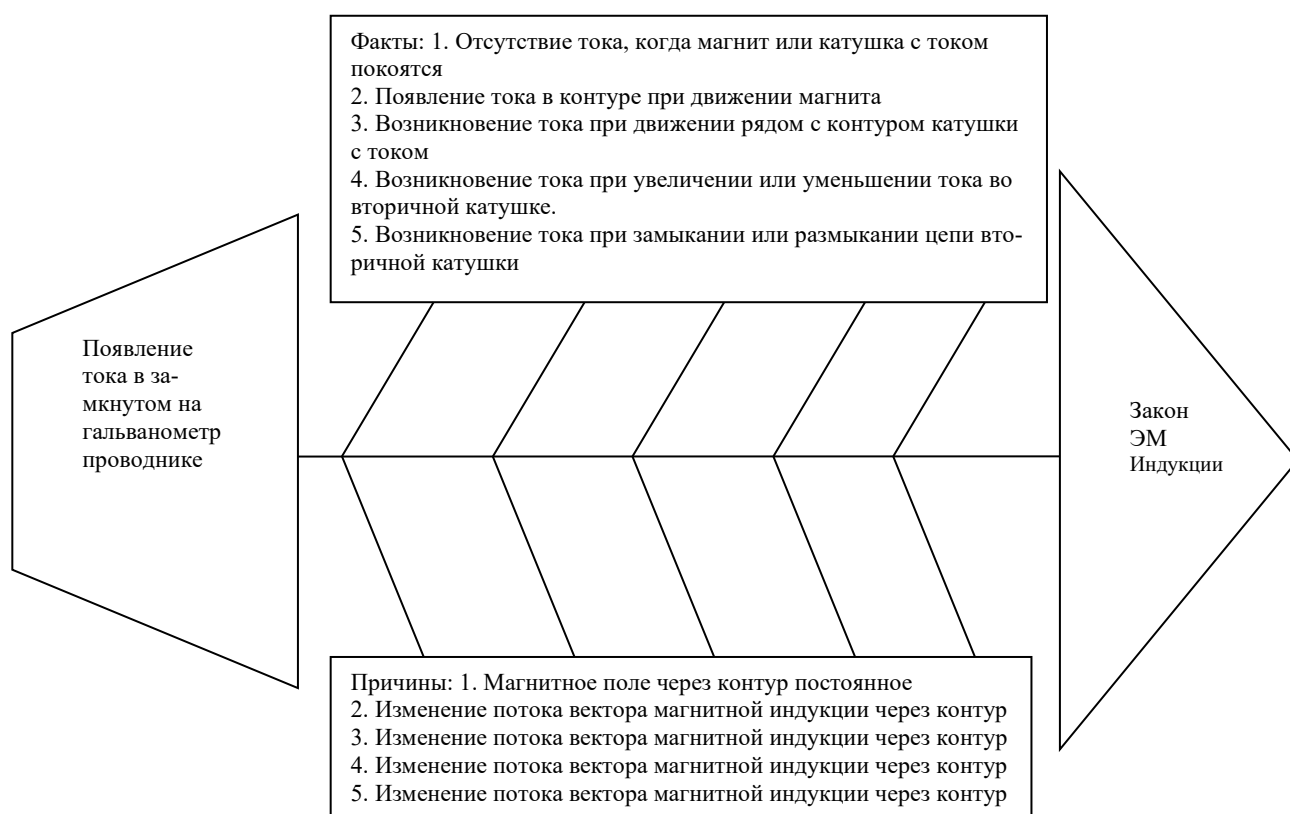 Факты: 1. Отсутствие тока, когда магнит или катушка с током
покоятся
2. Появление тока в контуре при движении магнита
3. Возникновение тока при движении рядом с контуром катушки
с током
4. Возникновение тока при увеличении или уменьшении тока во
вторичной катушке.
5. Возникновение тока при замыкании или размыкании цепи вто-
ричной катушки
Появление
тока в за-
мкнутом на
гальванометр
проводнике
Закон
ЭМ
Индукции
Причины: 1. Магнитное поле через контур постоянное
2. Изменение потока вектора магнитной индукции через контур
3. Изменение потока вектора магнитной индукции через контур
4. Изменение потока вектора магнитной индукции через контур
5. Изменение потока вектора магнитной индукции через контур